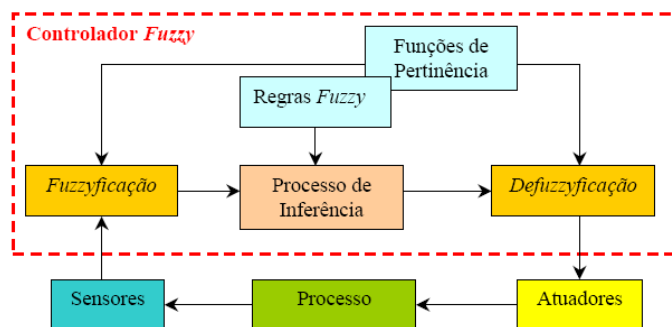 Controlador Fuzzy
Funções de
Pertinência
Regras Fuzzy
Fuzzyficação
Processo de
Inferência
Defuzzyficação
Sensores
Processo
Atuadores